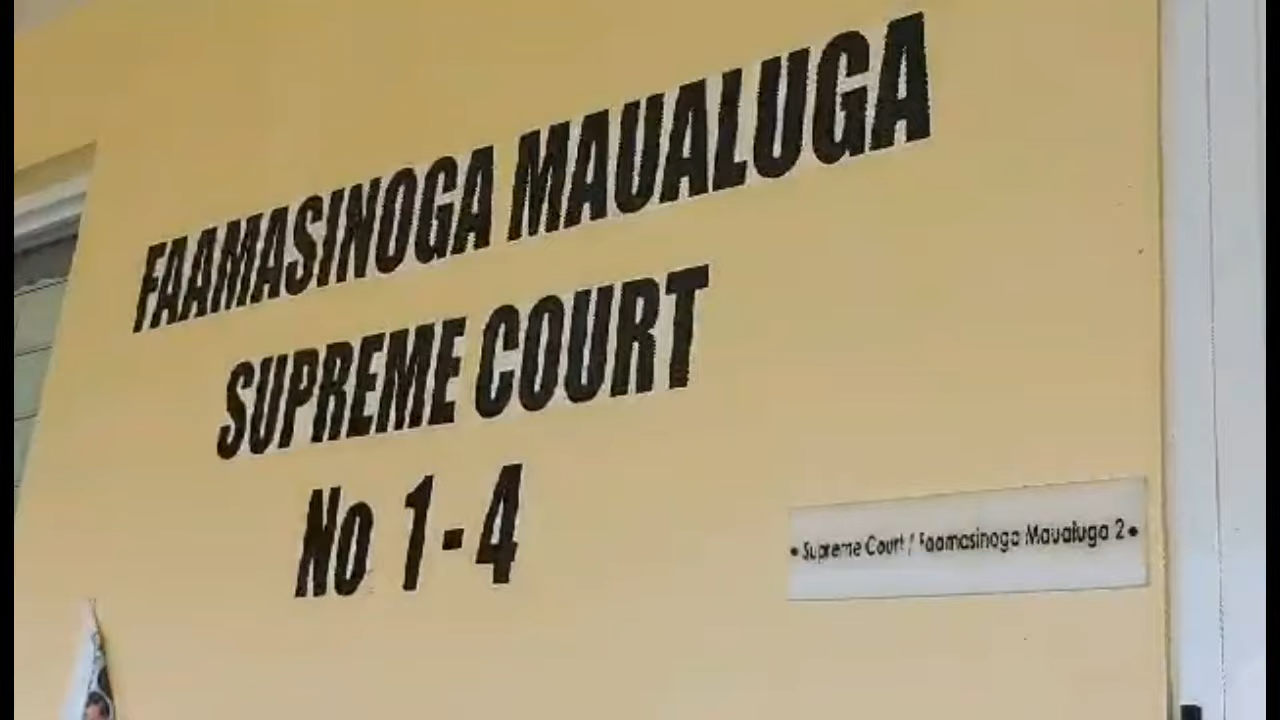 FAAMASINOGA MAUALUGA
SUPREME COURT
No 1-4
• Supreme Court / Faamasinoga Maualuga 2 •